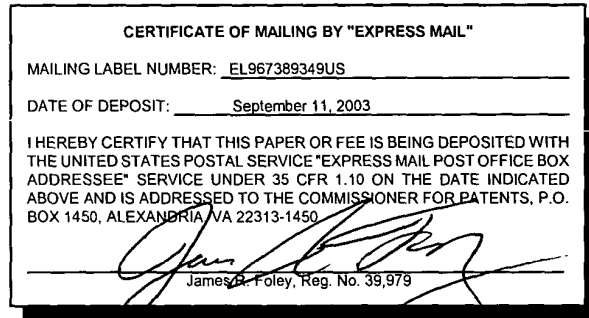 CERTIFICATE OF MAILING BY "EXPRESS MAIL"
MAILING LABEL NUMBER: EL967389349US
DATE OF DEPOSIT: September 11, 2003
I HEREBY CERTIFY THAT THIS PAPER OR FEE IS BEING DEPOSITED WITH
THE UNITED STATES POSTAL SERVICE "EXPRESS MAIL POST OFFICE BOX
ADDRESSEE" SERVICE UNDER 35 CFR 1.10 ON THE DATE INDICATED
ABOVE AND IS ADDRESSED TO THE COMMISSIONER FOR PATENTS, P.O.
BOX 1450, ALEXANDRIA, VA 22313-1450
James R. Foley, Reg. No. 39,979